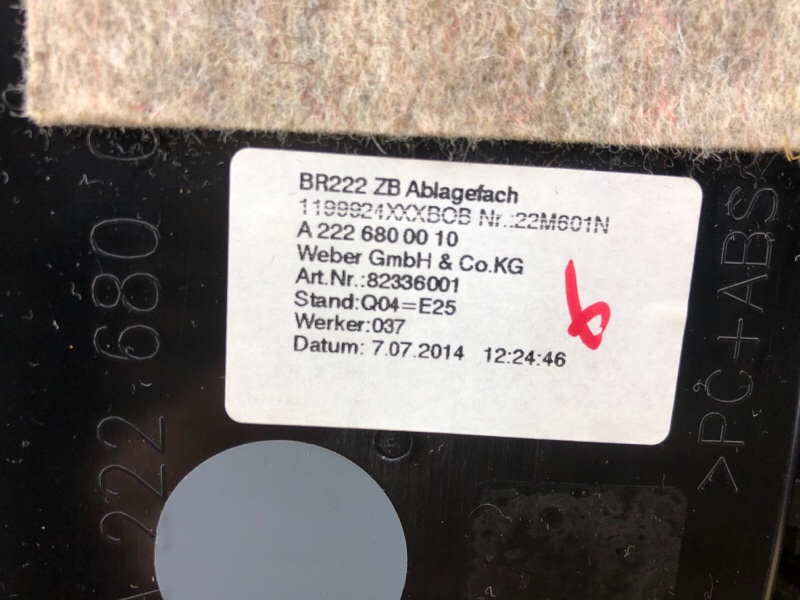 BR222 ZB Ablagefach
1199924XXXBOB Nr.:22M601N
A 222 680 00 10
Weber GmbH & Co.KG
Art.Nr.:82336001
Stand:Q04=E25
Werker:037
Datum: 7.07.2014 12:24:46
A 222 680 0
>PC+ABS